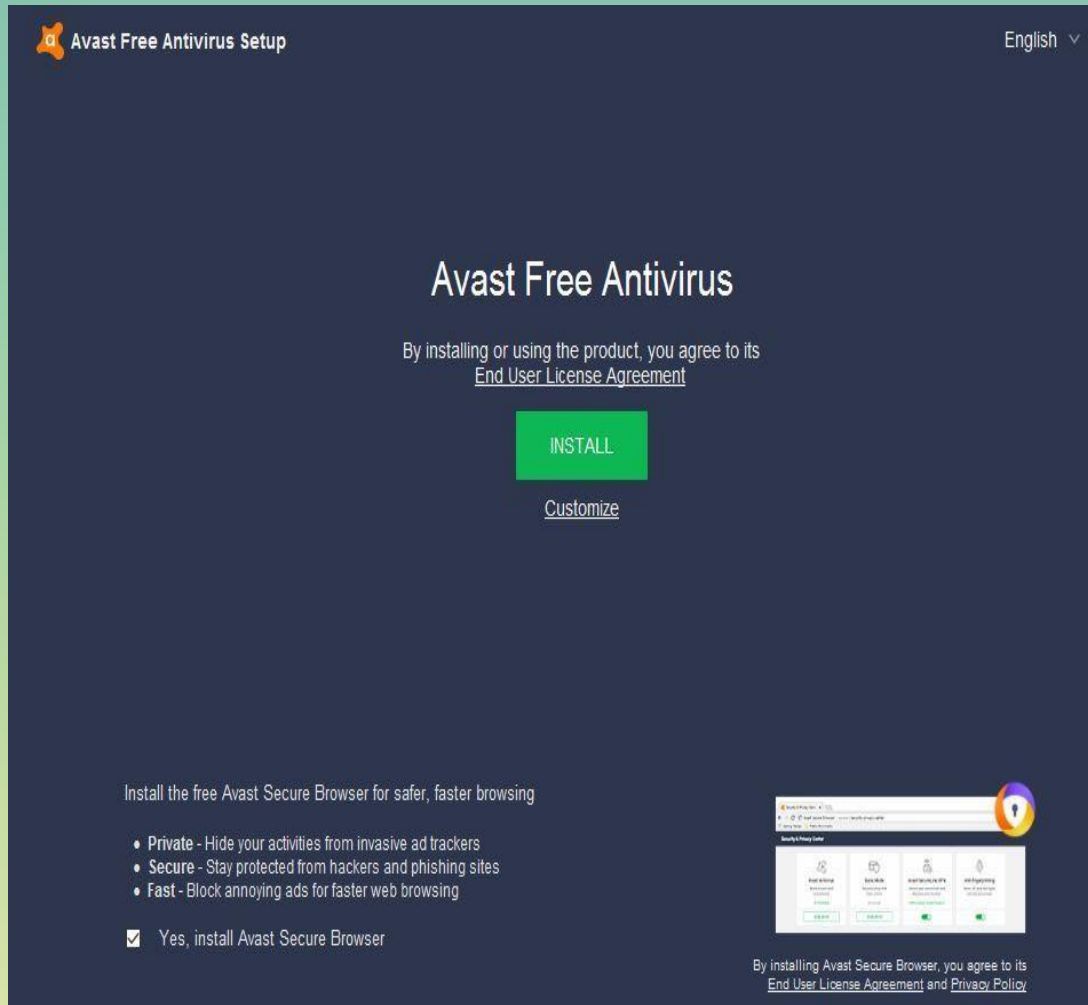 Avast Free Antivirus Setup
English
Avast Free Antivirus
By installing or using the product, you agree to its
End User License Agreement
INSTALL
Customize
Install the free Avast Secure Browser for safer, faster browsing
Private - Hide your activities from invasive ad trackers
Secure - Stay protected from hackers and phishing sites
Fast - Block annoying ads for faster web browsing
Yes, install Avast Secure Browser
Security & Privacy Center
By installing Avast Secure Browser, you agree to its
End User License Agreement and Privacy Policy